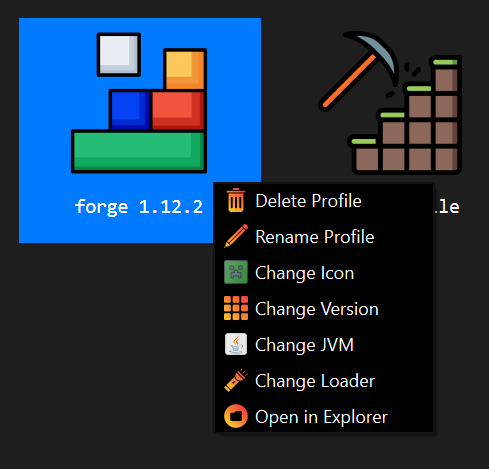 forge 1.12.2
Delete Profile
Rename Profile
Change Icon
Change Version
Change JVM
Change Loader
Open in Explorer